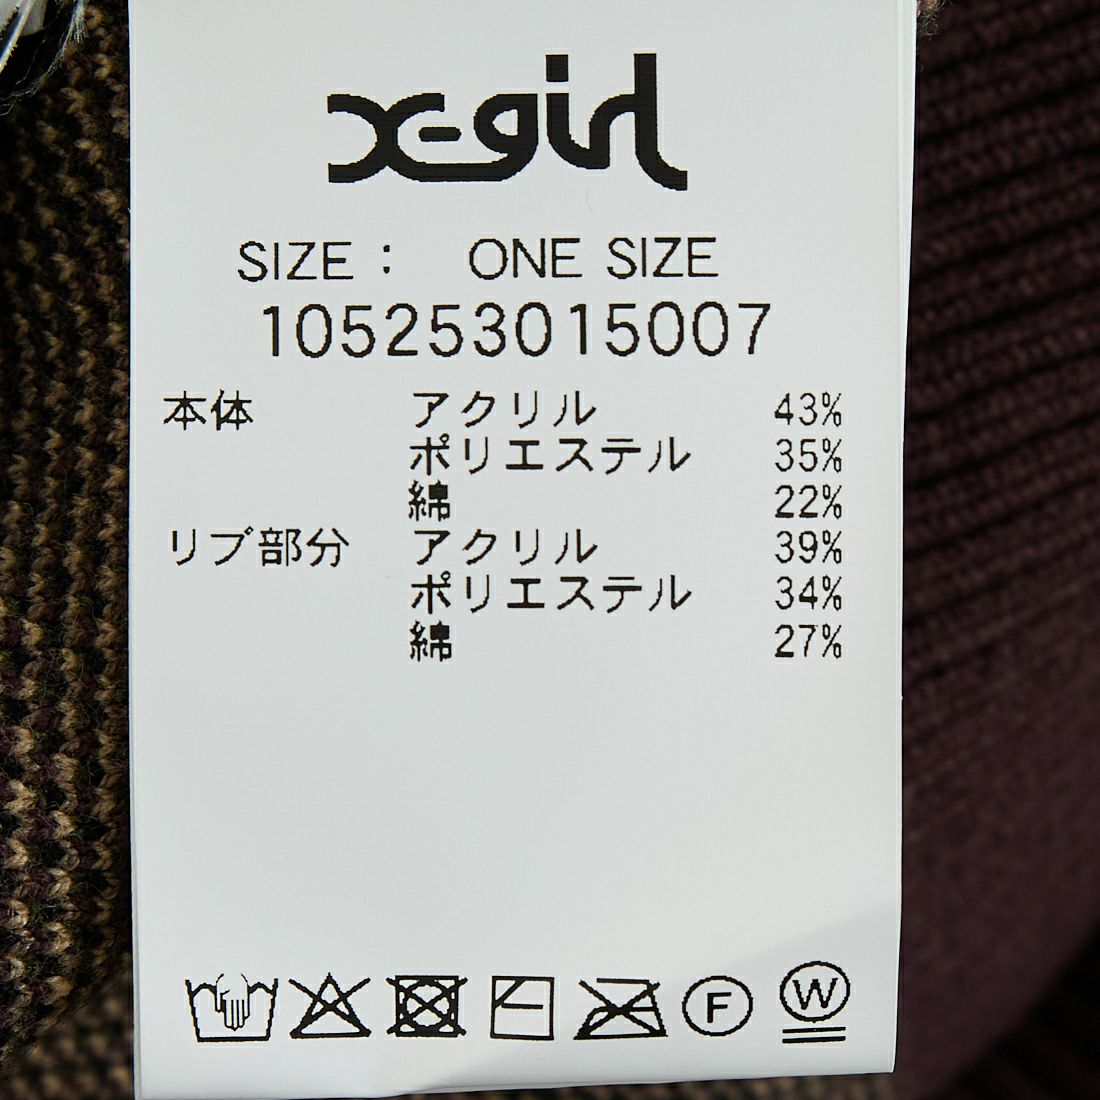 X-girl
SIZE : ONE SIZE
105253015007
本体 アクリル 43%
ポリエステル 35%
綿 22%
リブ部分 アクリル 39%
ポリエステル 34%
綿 27%
F W